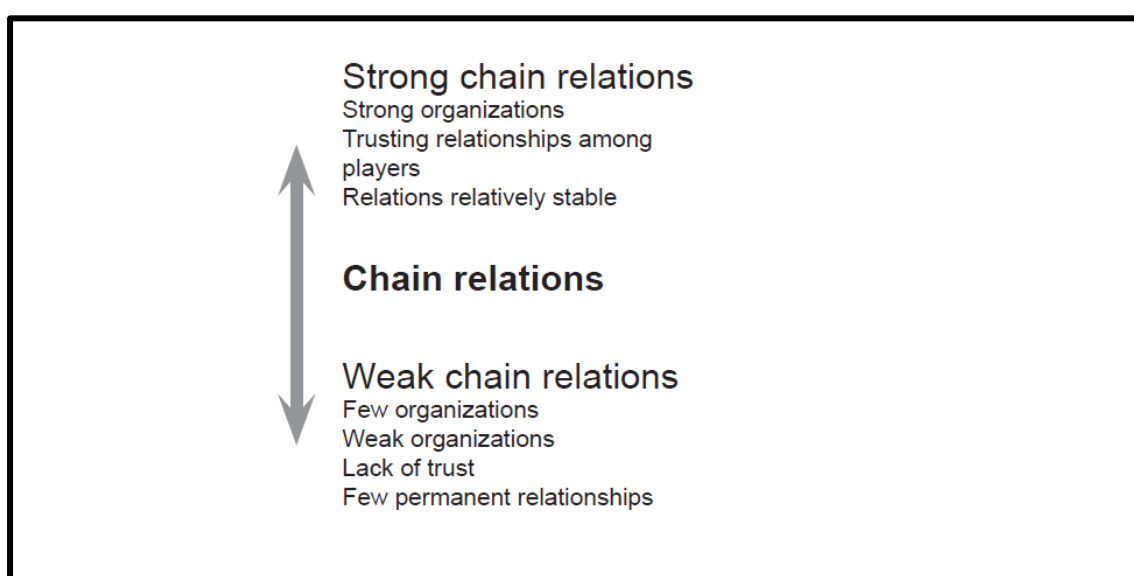 Strong chain relations
Strong organizations
Trusting relationships among
players
Relations relatively stable
Chain relations
Weak chain relations
Few organizations
Weak organizations
Lack of trust
Few permanent relationships